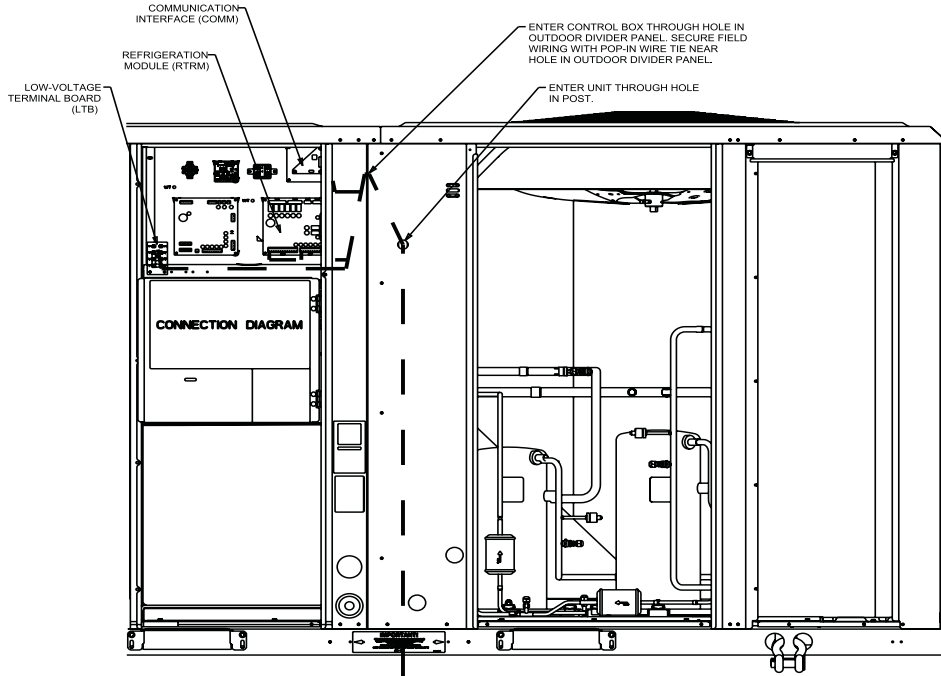 COMMUNICATION
INTERFACE (COMM)
ENTER CONTROL BOX THROUGH HOLE IN
OUTDOOR DIVIDER PANEL. SECURE FIELD
WIRING WITH POP-IN WIRE TIE NEAR
HOLE IN OUTDOOR DIVIDER PANEL.
REFRIGERATION
MODULE (RTRM)
LOW-VOLTAGE
TERMINAL BOARD
(LTB)
ENTER UNIT THROUGH HOLE
IN POST.
CONNECTION DIAGRAM
IMPORTANT!